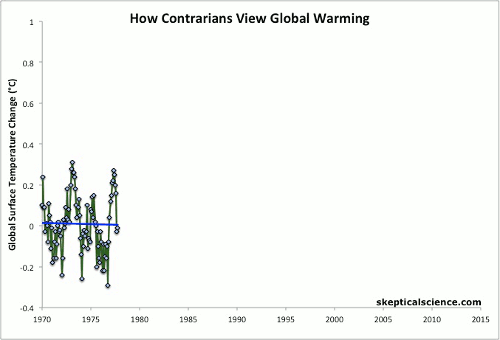 How Contrarians View Global Warming
Global Surface Temperature Change (°C)
1
0.8
0.6
0.4
0.2
0
-0.2
-0.4
skepticalscience.com
1970 1975 1980 1985 1990 1995 2000 2005 2010 2015